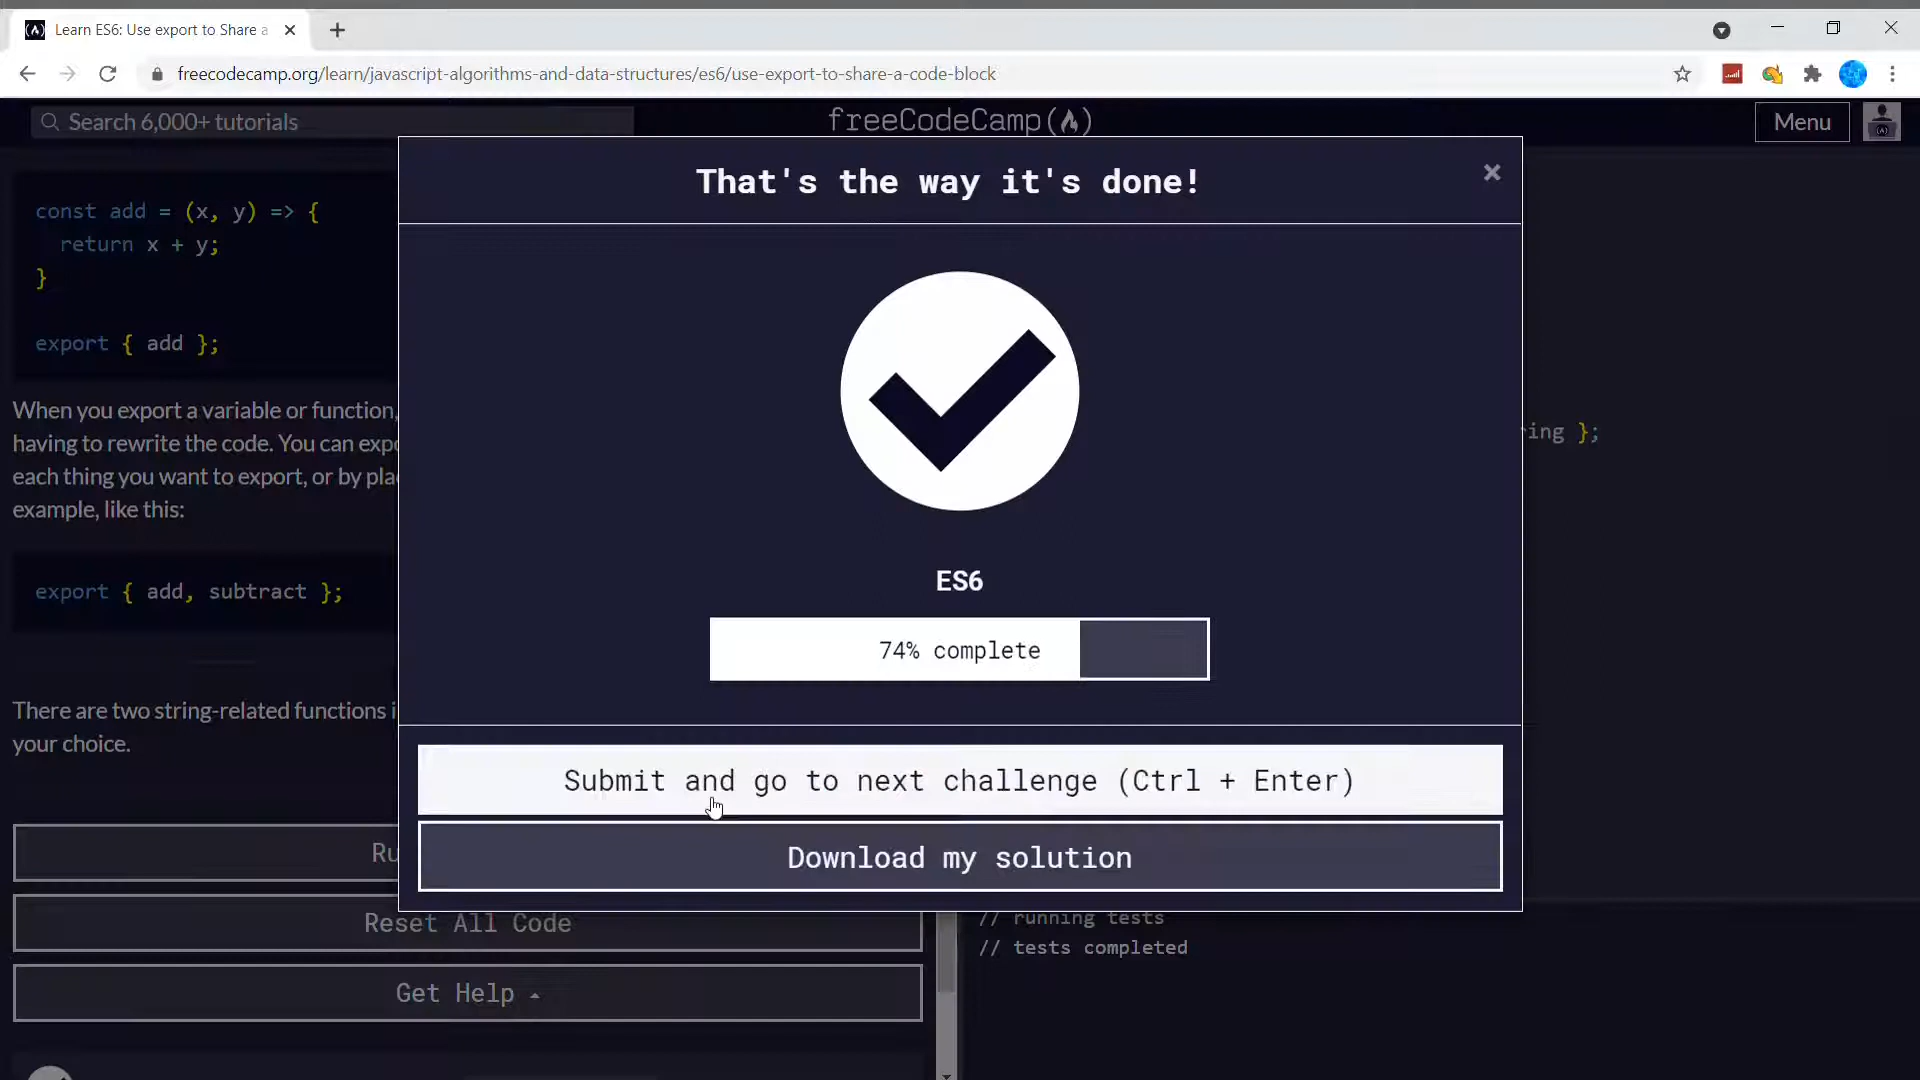 Learn ES6: Use export to Share a
freecodecamp.org/learn/javascript-algorithms-and-data-structures/es6/use-export-to-share-a-code-block
Search 6,000+ tutorials
freeCodeCamp(🔥)
Menu
const add = (x, y) => {
return x + y;
}
export { add };
When you export a variable or function,
having to rewrite the code. You can expo
each thing you want to export, or by pla
example, like this:
export { add, subtract };
There are two string-related functions i
your choice.
Ru
Reset All Code
Get Help
That's the way it's done!
ES6
74% complete
Submit and go to next challenge (Ctrl + Enter)
Download my solution
ing };
// running tests
// tests completed